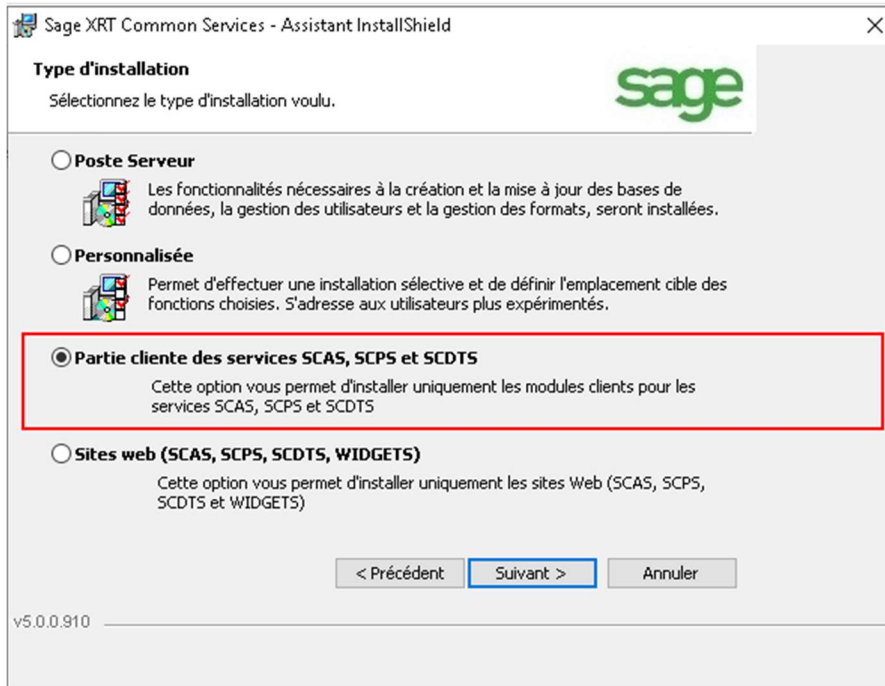 Sage XRT Common Services - Assistant InstallShield
Type d'installation
Sélectionnez le type d'installation voulu.
sage
Poste Serveur
Les fonctionnalités nécessaires à la création et la mise à jour des bases de
données, la gestion des utilisateurs et la gestion des formats, seront installées.
Personnalisée
Permet d'effectuer une installation sélective et de définir l'emplacement cible des
fonctions choisies. S'adresse aux utilisateurs plus expérimentés.
Partie cliente des services SCAS, SCPS et SCDTS
Cette option vous permet d'installer uniquement les modules clients pour les
services SCAS, SCPS et SCDTS
Sites web (SCAS, SCPS, SCDTS, WIDGETS)
Cette option vous permet d'installer uniquement les sites Web (SCAS, SCPS,
SCDTS et WIDGETS)
< Précédent Suivant > Annuler
v5.0.0.910